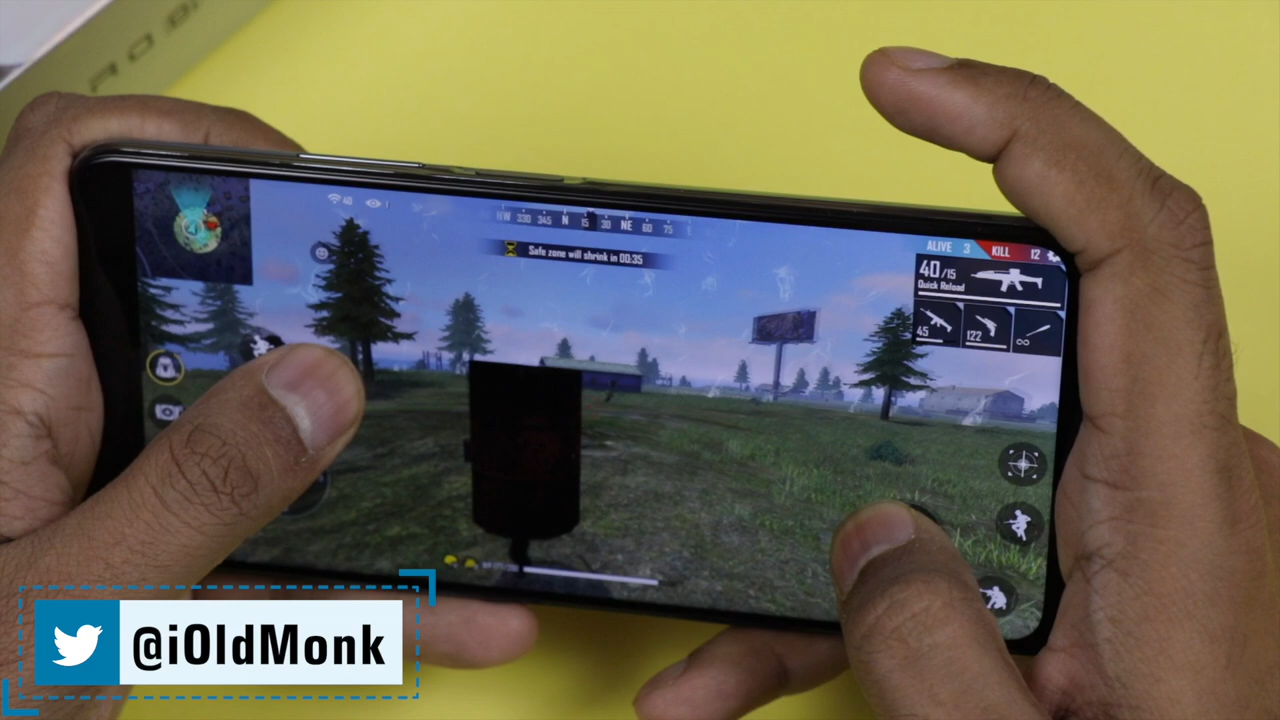 40
NW 330 345 N 15 30 NE 60 75
Safe zone will shrink in 00:35
ALIVE 3 KILL 12
40/15
Quick Reload
45
122
∞
@iOldMonk